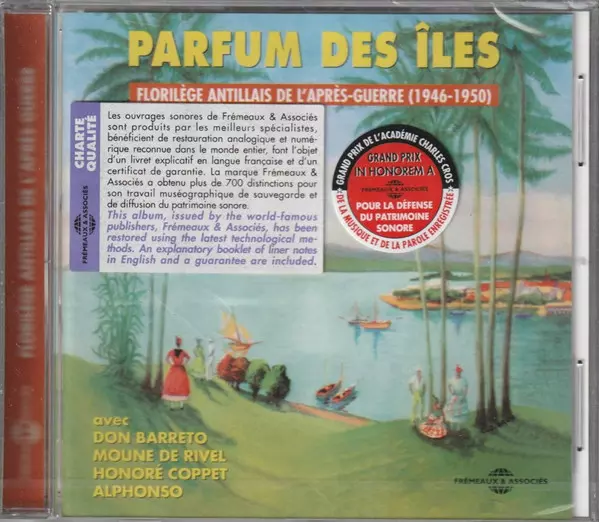 PARFUM DES ÎLES
FLORILÈGE ANTILLAIS DE L'APRÈS-GUERRE (1946-1950)
CHARTE
QUALITÉ
FRÉMEAUX & ASSOCIÉS
Les ouvrages sonores de Frémeaux & Associés
sont produits par les meilleurs spécialistes,
bénéficient de restauration analogique et numé-
rique reconnue dans le monde entier, font l'objet
d'un livret explicatif en langue française et d'un
certificat de garantie. La marque Frémeaux &
Associés a obtenu plus de 700 distinctions pour
son travail muséographique de sauvegarde et
de diffusion du patrimoine sonore.
This album, issued by the world-famous
publishers, Frémeaux & Associés, has been
restored using the latest technological me-
thods. An explanatory booklet of liner notes
in English and a guarantee are included.
GRAND PRIX DE L'ACADÉMIE CHARLES CROS
GRAND PRIX
IN HONOREM A
FRÉMEAUX & ASSOCIÉS
POUR LA DÉFENSE
DU PATRIMOINE
SONORE
DE LA MUSIQUE ET DE LA PAROLE ENREGISTRÉE
avec
DON BARRETO
MOUNE DE RIVEL
HONORÉ COPPET
ALPHONSO
FRÉMEAUX & ASSOCIÉS